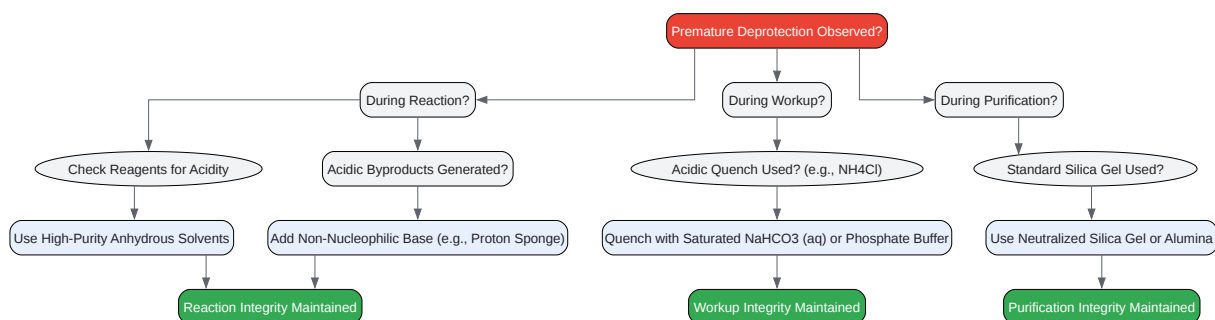 Premature Deprotection Observed?
During Reaction?
During Workup?
During Purification?
Check Reagents for Acidity
Acidic Byproducts Generated?
Acidic Quench Used? (e.g., NH4Cl)
Standard Silica Gel Used?
Use High-Purity Anhydrous Solvents
Add Non-Nucleophilic Base (e.g., Proton Sponge)
Quench with Saturated NaHCO3 (aq) or Phosphate Buffer
Use Neutralized Silica Gel or Alumina
Reaction Integrity Maintained
Workup Integrity Maintained
Purification Integrity Maintained